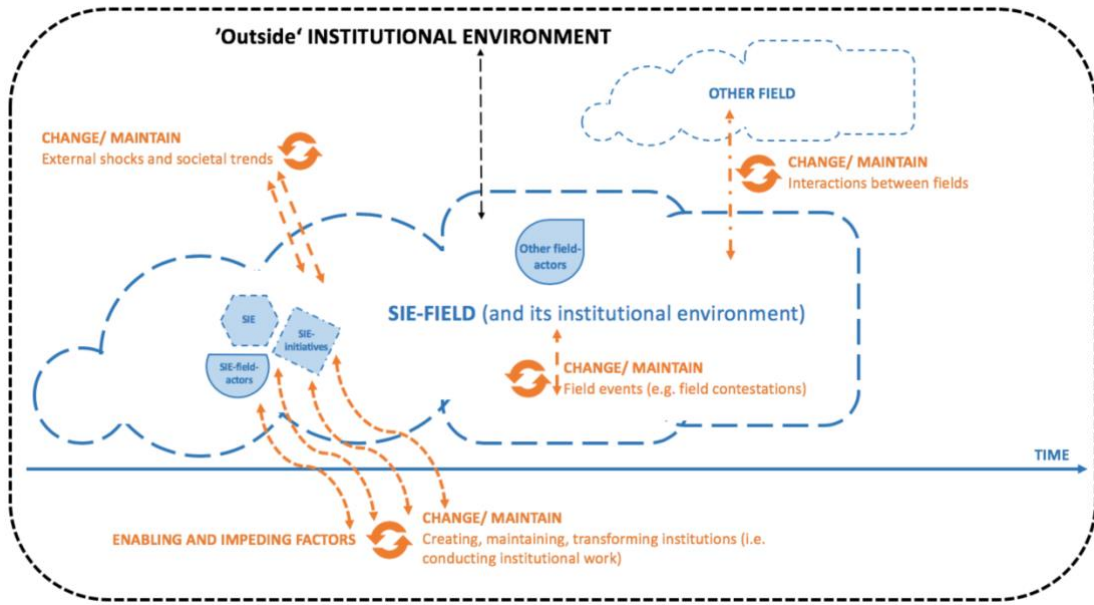 ’Outside‘ INSTITUTIONAL ENVIRONMENT
OTHER FIELD
CHANGE/ MAINTAIN
External shocks and societal trends
CHANGE/ MAINTAIN
Interactions between fields
Other field-
actors
SIE-FIELD (and its institutional environment)
SIE
SIE-
initiatives
SIE-field-
actors
CHANGE/ MAINTAIN
Field events (e.g. field contestations)
TIME
ENABLING AND IMPEDING FACTORS
CHANGE/ MAINTAIN
Creating, maintaining, transforming institutions (i.e.
conducting institutional work)